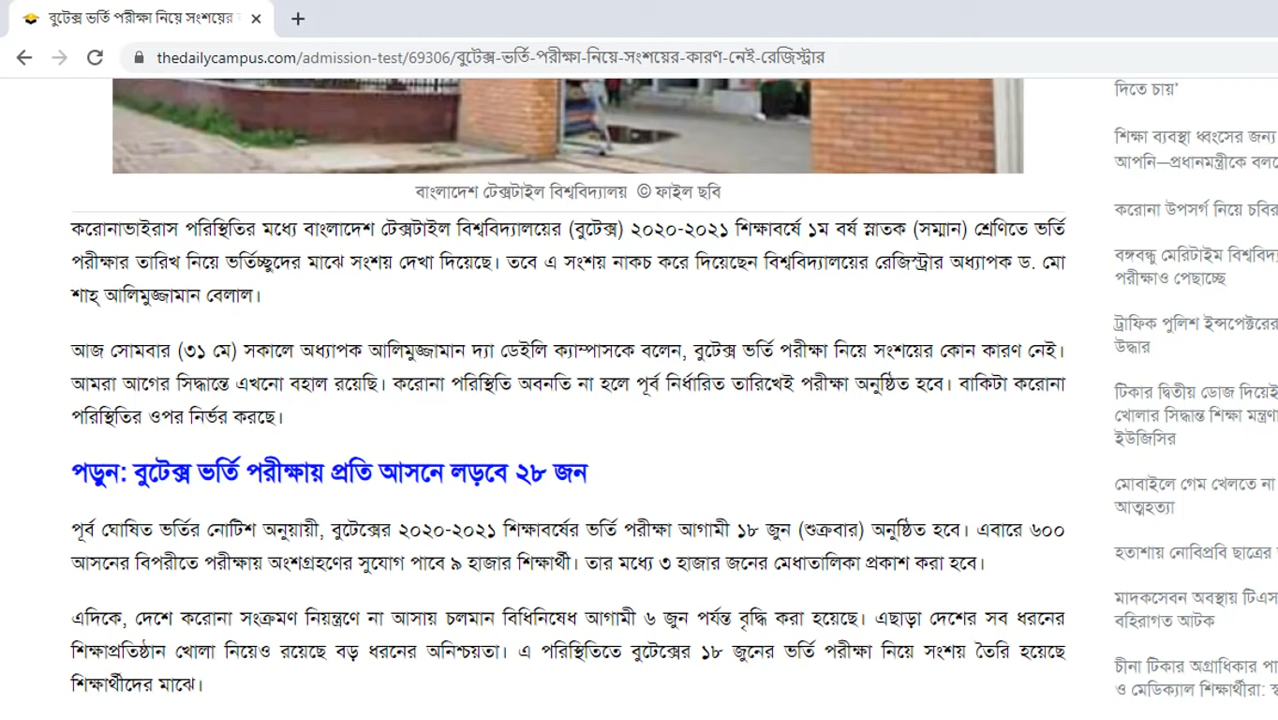 বুটেক্স ভর্তি পরীক্ষা নিয়ে সংশয়ের
thedailycampus.com/admission-test/69306/বুটেক্স-ভর্তি-পরীক্ষা-নিয়ে-সংশয়ের-কারণ-নেই-রেজিস্ট্রার
বাংলাদেশ টেক্সটাইল বিশ্ববিদ্যালয় © ফাইল ছবি
করোনাভাইরাস পরিস্থিতির মধ্যে বাংলাদেশ টেক্সটাইল বিশ্ববিদ্যালয়ের (বুটেক্স) ২০২০-২০২১ শিক্ষাবর্ষে ১ম বর্ষ স্নাতক (সম্মান) শ্রেণিতে ভর্তি
পরীক্ষার তারিখ নিয়ে ভর্তিচ্ছুদের মাঝে সংশয় দেখা দিয়েছে। তবে এ সংশয় নাকচ করে দিয়েছেন বিশ্ববিদ্যালয়ের রেজিস্ট্রার অধ্যাপক ড. মো
শাহ্ আলিমুজ্জামান বেলাল।
আজ সোমবার (৩১ মে) সকালে অধ্যাপক আলিমুজ্জামান দ্যা ডেইলি ক্যাম্পাসকে বলেন, বুটেক্স ভর্তি পরীক্ষা নিয়ে সংশয়ের কোন কারণ নেই।
আমরা আগের সিদ্ধান্তে এখনো বহাল রয়েছি। করোনা পরিস্থিতি অবনতি না হলে পূর্ব নির্ধারিত তারিখেই পরীক্ষা অনুষ্ঠিত হবে। বাকিটা করোনা
পরিস্থিতির ওপর নির্ভর করছে।
পড়ুন: বুটেক্স ভর্তি পরীক্ষায় প্রতি আসনে লড়বে ২৮ জন
পূর্ব ঘোষিত ভর্তির নোটিশ অনুয়ায়ী, বুটেক্সের ২০২০-২০২১ শিক্ষাবর্ষের ভর্তি পরীক্ষা আগামী ১৮ জুন (শুক্রবার) অনুষ্ঠিত হবে। এবারে ৬০০
আসনের বিপরীতে পরীক্ষায় অংশগ্রহণের সুযোগ পাবে ৯ হাজার শিক্ষার্থী। তার মধ্যে ৩ হাজার জনের মেধাতালিকা প্রকাশ করা হবে।
এদিকে, দেশে করোনা সংক্রমণ নিয়ন্ত্রণে না আসায় চলমান বিধিনিষেধ আগামী ৬ জুন পর্যন্ত বৃদ্ধি করা হয়েছে। এছাড়া দেশের সব ধরনের
শিক্ষাপ্রতিষ্ঠান খোলা নিয়েও রয়েছে বড় ধরনের অনিশ্চয়তা। এ পরিস্থিতিতে বুটেক্সের ১৮ জুনের ভর্তি পরীক্ষা নিয়ে সংশয় তৈরি হয়েছে
শিক্ষার্থীদের মাঝে।
দিতে চায়’
শিক্ষা ব্যবস্থা ধ্বংসের জন্য
আপনি—প্রধানমন্ত্রীকে
করোনা উপসর্গ নিয়ে
বঙ্গবন্ধু মেরিটাইম
পরীক্ষাও পেছাচ্ছে
ট্রাফিক পুলিশ ইন্সপেক্টরের
উদ্ধার
টিকার দ্বিতীয় ডোজ দিয়েই
খোলার সিদ্ধান্ত শিক্ষা
ইউজিসির
মোবাইলে গেম খেলতে না
আত্মহত্যা
হতাশায় নোবিপ্রবি ছাত্রের
মাদকসেবন অবস্থায়
বহিরাগত আটক
চীনা টিকার অগ্রাধিকার
ও মেডিক্যাল শিক্ষার্থীরা: